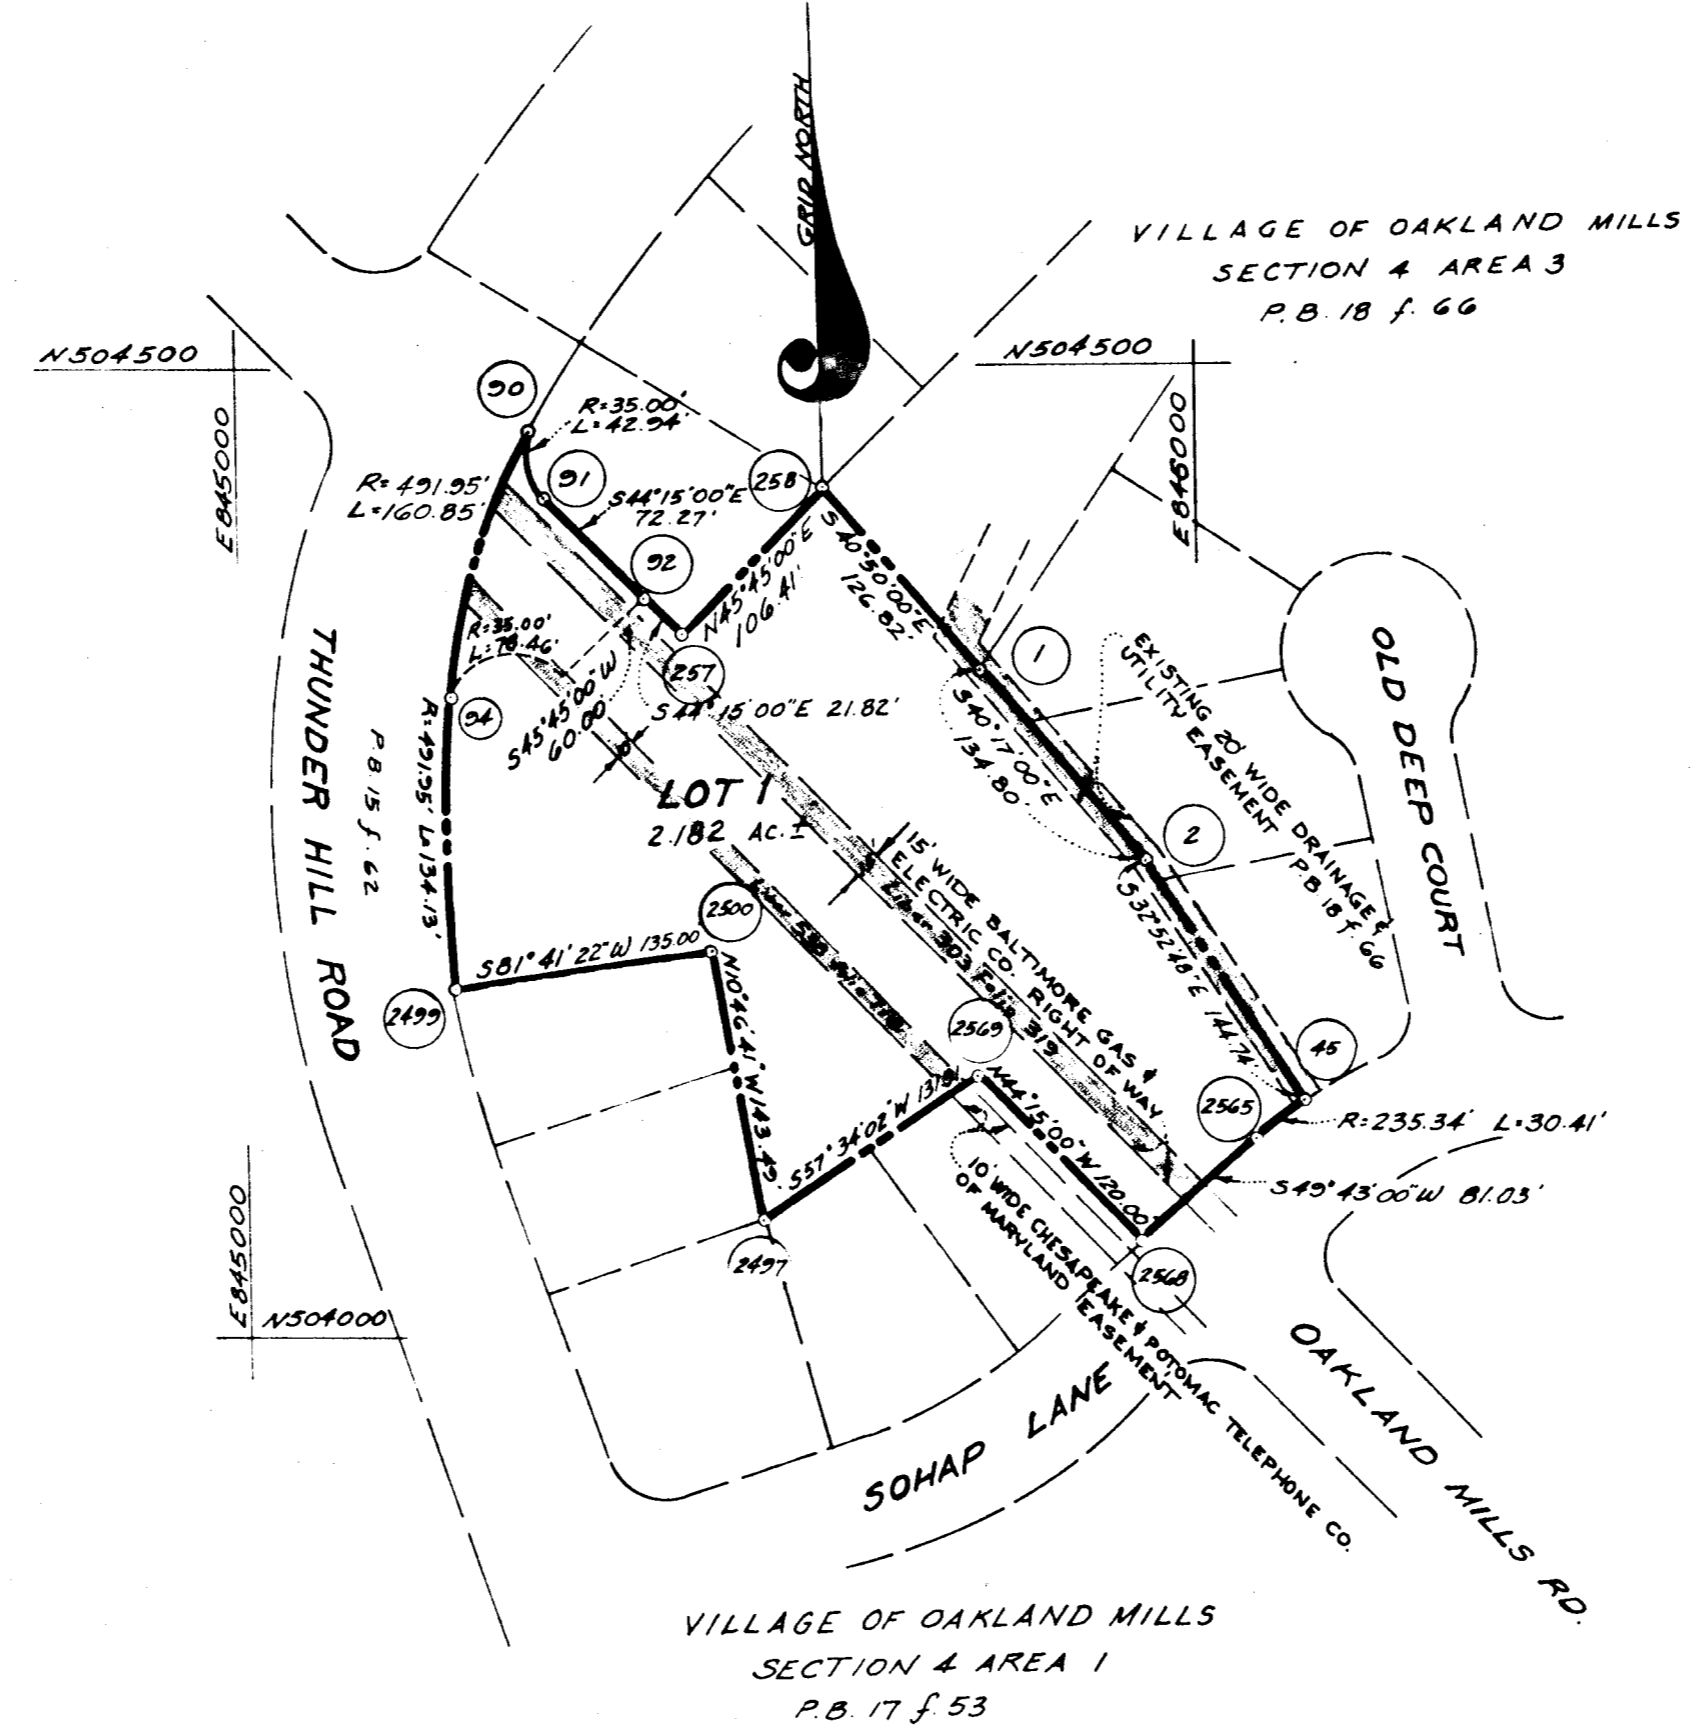 GRID NORTH
VILLAGE OF OAKLAND MILLS
SECTION 4 AREA 3
P.B. 18 f. 66
N504500
E845000
N504500
E846000
90
R=35.00'
L=42.94'
91
R=491.95'
L=160.85'
S44°15'00"E
72.27'
258
92
N45°45'00"E
106.41'
S40°50'00"E
126.82'
257
R=35.00'
L=78.46'
94
S45°45'00"W
60.00'
S44°15'00"E 21.82'
1
S40°17'00"E
134.80'
2
EXISTING 20' WIDE DRAINAGE &
UTILITY EASEMENT P.B 18 f. 66
OLD DEEP COURT
THUNDER HILL ROAD
P.B. 15 f. 62
R=491.95' L=134.13'
LOT 1
2.182 AC.±
15' WIDE BALTIMORE GAS &
ELECTRIC CO. RIGHT OF WAY
Liber 303 Folio 319
Liber
S32°52'48"E 144.74'
2500
S81°41'22"W 135.00'
2499
N10°46'41"W 143.49'
2569
S57°34'02"W
N44°15'00"W 120.00'
45
2565
R=235.34' L=30.41'
S49°43'00"W 81.03'
2497
2568
10' WIDE CHESAPEAKE & POTOMAC TELEPHONE CO.
OF MARYLAND EASEMENT
E845000
N504000
SOHAP LANE
OAKLAND MILLS RD.
VILLAGE OF OAKLAND MILLS
SECTION 4 AREA 1
P.B. 17 f. 53